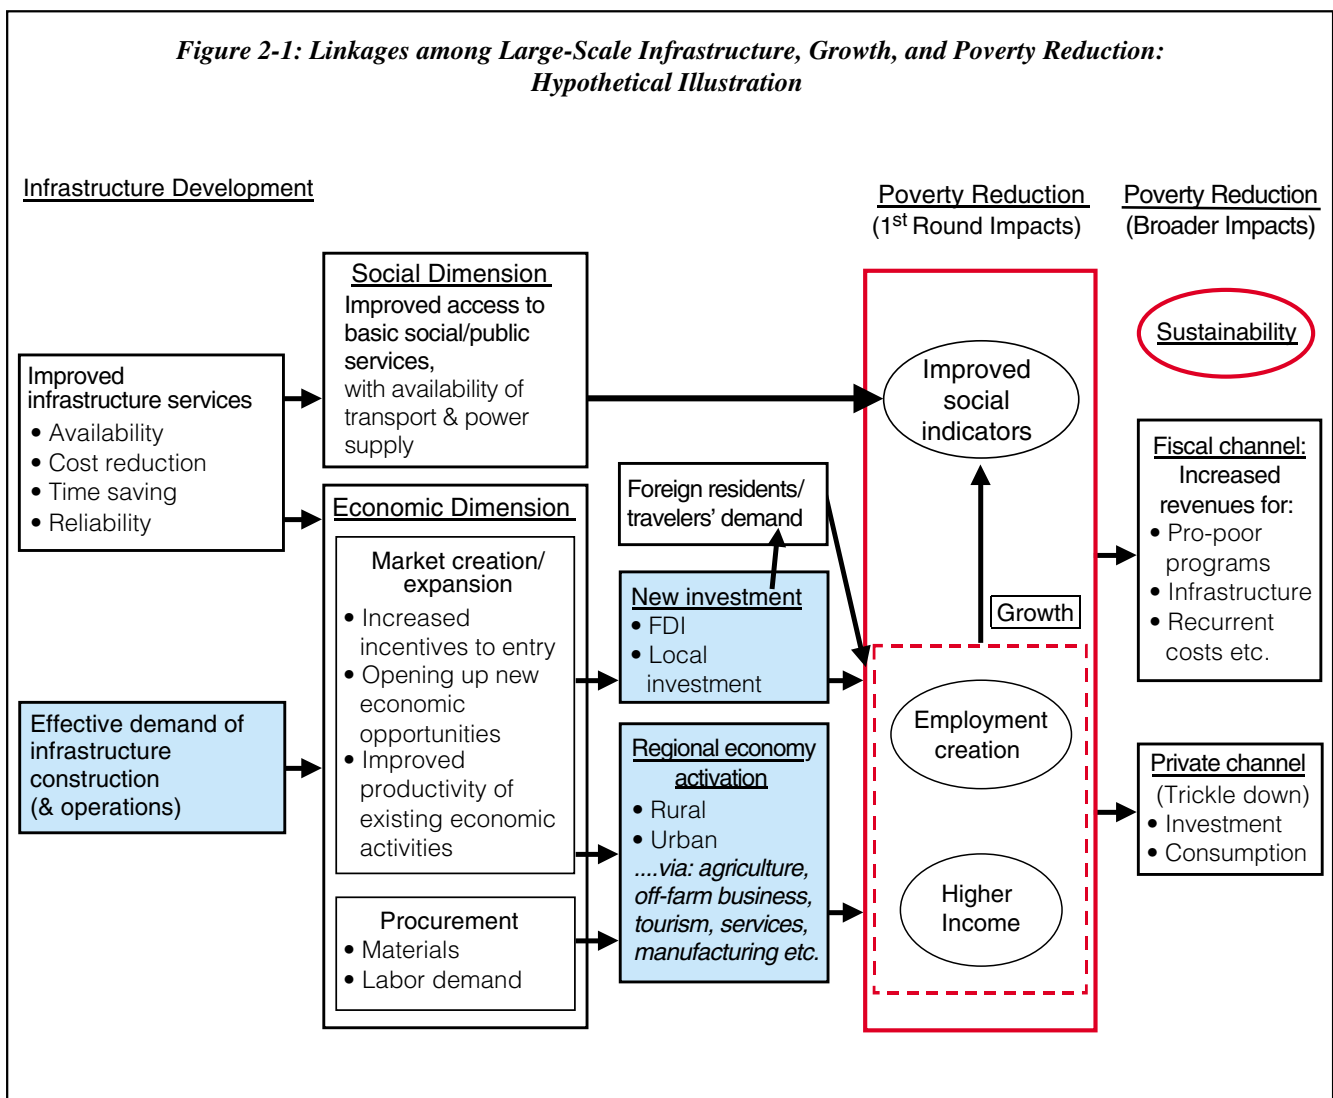 Figure 2-1: Linkages among Large-Scale Infrastructure, Growth, and Poverty Reduction:
Hypothetical Illustration
Infrastructure Development
Poverty Reduction
(1st Round Impacts)
Poverty Reduction
(Broader Impacts)
Improved
infrastructure services
• Availability
• Cost reduction
• Time saving
• Reliability
Effective demand of
infrastructure
construction
(& operations)
Social Dimension
Improved access to
basic social/public
services,
with availability of
transport & power
supply
Economic Dimension
Market creation/
expansion
• Increased
incentives to entry
• Opening up new
economic
opportunities
• Improved
productivity of
existing economic
activities
Procurement
• Materials
• Labor demand
Foreign residents/
travelers’ demand
New investment
• FDI
• Local
investment
Regional economy
activation
• Rural
• Urban
....via: agriculture,
off-farm business,
tourism, services,
manufacturing etc.
Improved
social
indicators
Growth
Employment
creation
Higher
Income
Sustainability
Fiscal channel:
Increased
revenues for:
• Pro-poor
programs
• Infrastructure
• Recurrent
costs etc.
Private channel
(Trickle down)
• Investment
• Consumption